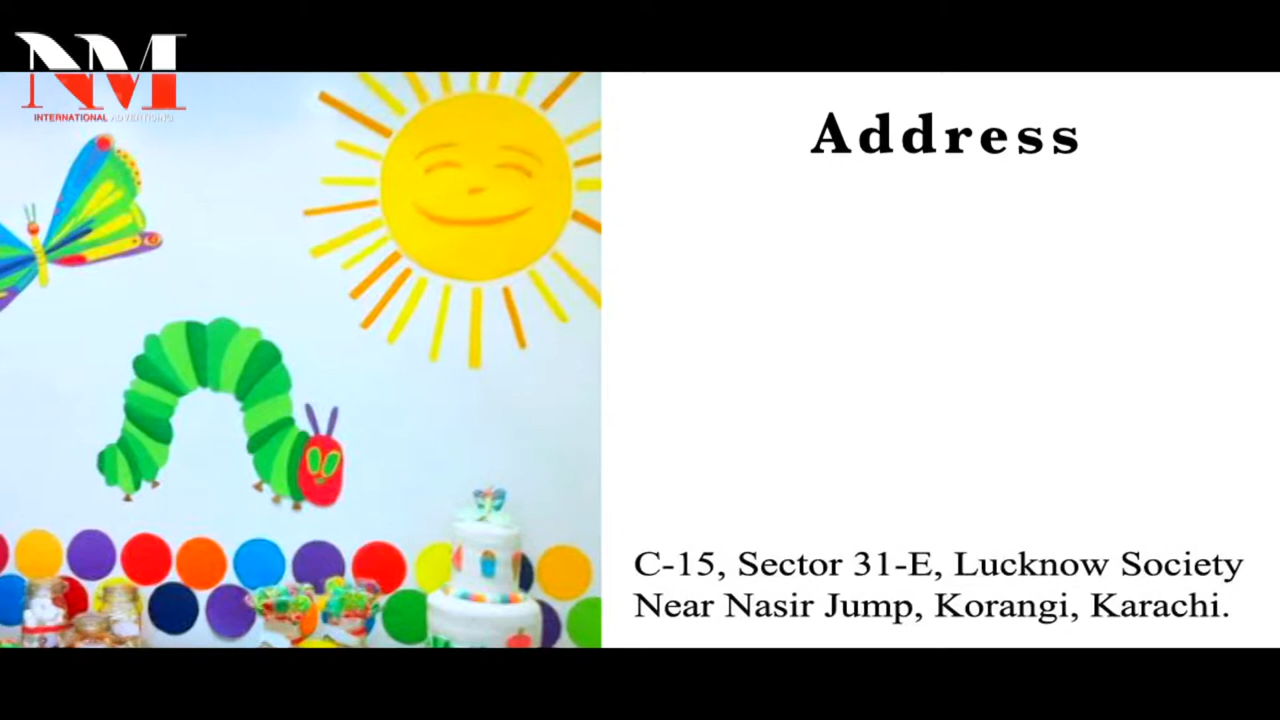 NM
INTERNATIONAL ADVERTISING
Address
C-15, Sector 31-E, Lucknow Society
Near Nasir Jump, Korangi, Karachi.